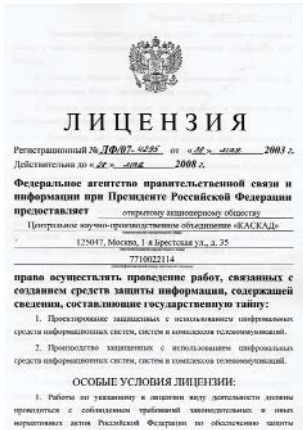 ЛИЦЕНЗИЯ
Регистрационный № ЛФ/07-4295 от « » мая 2003 г.
Действительна до « » мая 2008 г.
Федеральное агентство правительственной связи и
информации при Президенте Российской Федерации
предоставляет открытому акционерному обществу
Центральное научно-производственное объединение «КАСКАД»
125047, Москва, 1-я Брестская ул., д. 35
7710022114
право осуществлять проведение работ, связанных с
созданием средств защиты информации, содержащей
сведения, составляющие государственную тайну:
1. Проектирование защищенных с использованием шифровальных
средств информационных систем, систем и комплексов телекоммуникаций.
2. Производство защищенных с использованием шифровальных
средств информационных систем, систем и комплексов телекоммуникаций.
ОСОБЫЕ УСЛОВИЯ ЛИЦЕНЗИИ:
1. Работы по указанному в лицензии виду деятельности должны
проводиться с соблюдением требований законодательных и иных
нормативных актов Российской Федерации по обеспечению защиты